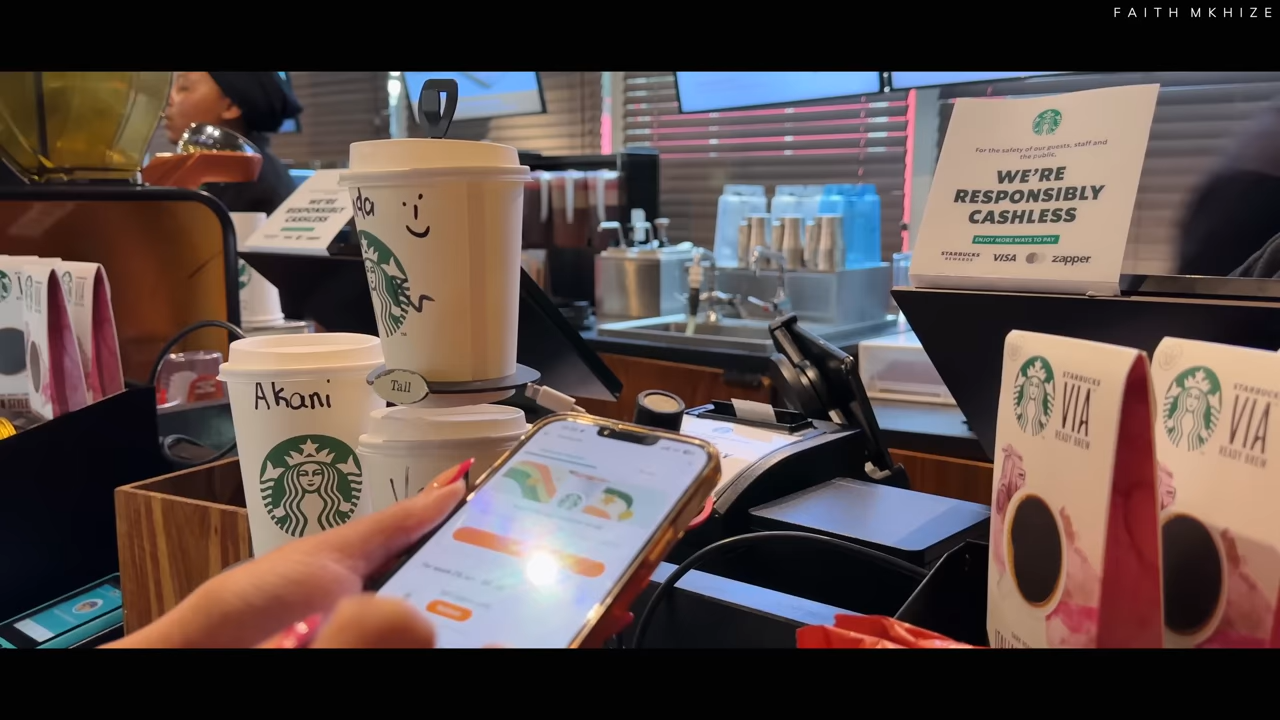 FAITH MKHIZE
For the safety of our guests, staff and
the public.
WE'RE
RESPONSIBLY
CASHLESS
ENJOY MORE WAYS TO PAY
STARBUCKS
REWARDS
VISA
zapper
WE'RE
RESPONSIBLY
CASHLESS
da
Tall
Akani
STARBUCKS
VIA
READY BREW
STARBUCKS
VIA
READY BREW